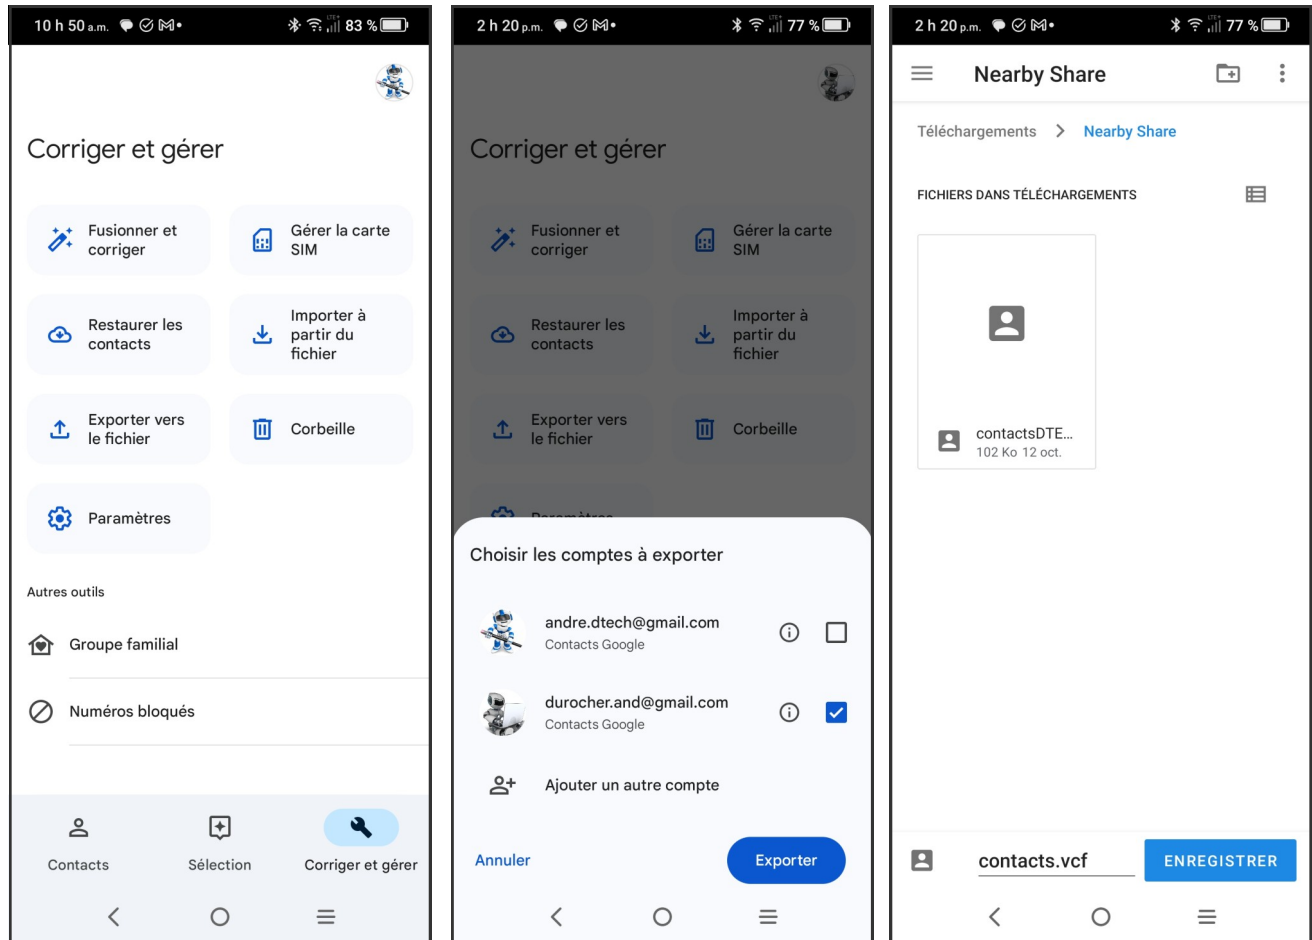 10 h 50 a.m.
LTE+
83 %
Corriger et gérer
Fusionner et
corriger
Gérer la carte
SIM
Restaurer les
contacts
Importer à
partir du
fichier
Exporter vers
le fichier
Corbeille
Paramètres
Autres outils
Groupe familial
Numéros bloqués
Contacts
Sélection
Corriger et gérer
2 h 20 p.m.
LTE+
77 %
Corriger et gérer
Fusionner et
corriger
Gérer la carte
SIM
Restaurer les
contacts
Importer à
partir du
fichier
Exporter vers
le fichier
Corbeille
Paramètres
Choisir les comptes à exporter
andre.dtech@gmail.com
Contacts Google
durocher.and@gmail.com
Contacts Google
Ajouter un autre compte
Annuler
Exporter
2 h 20 p.m.
LTE+
77 %
Nearby Share
Téléchargements > Nearby Share
FICHIERS DANS TÉLÉCHARGEMENTS
contactsDTE...
102 Ko 12 oct.
contacts.vcf
ENREGISTRER